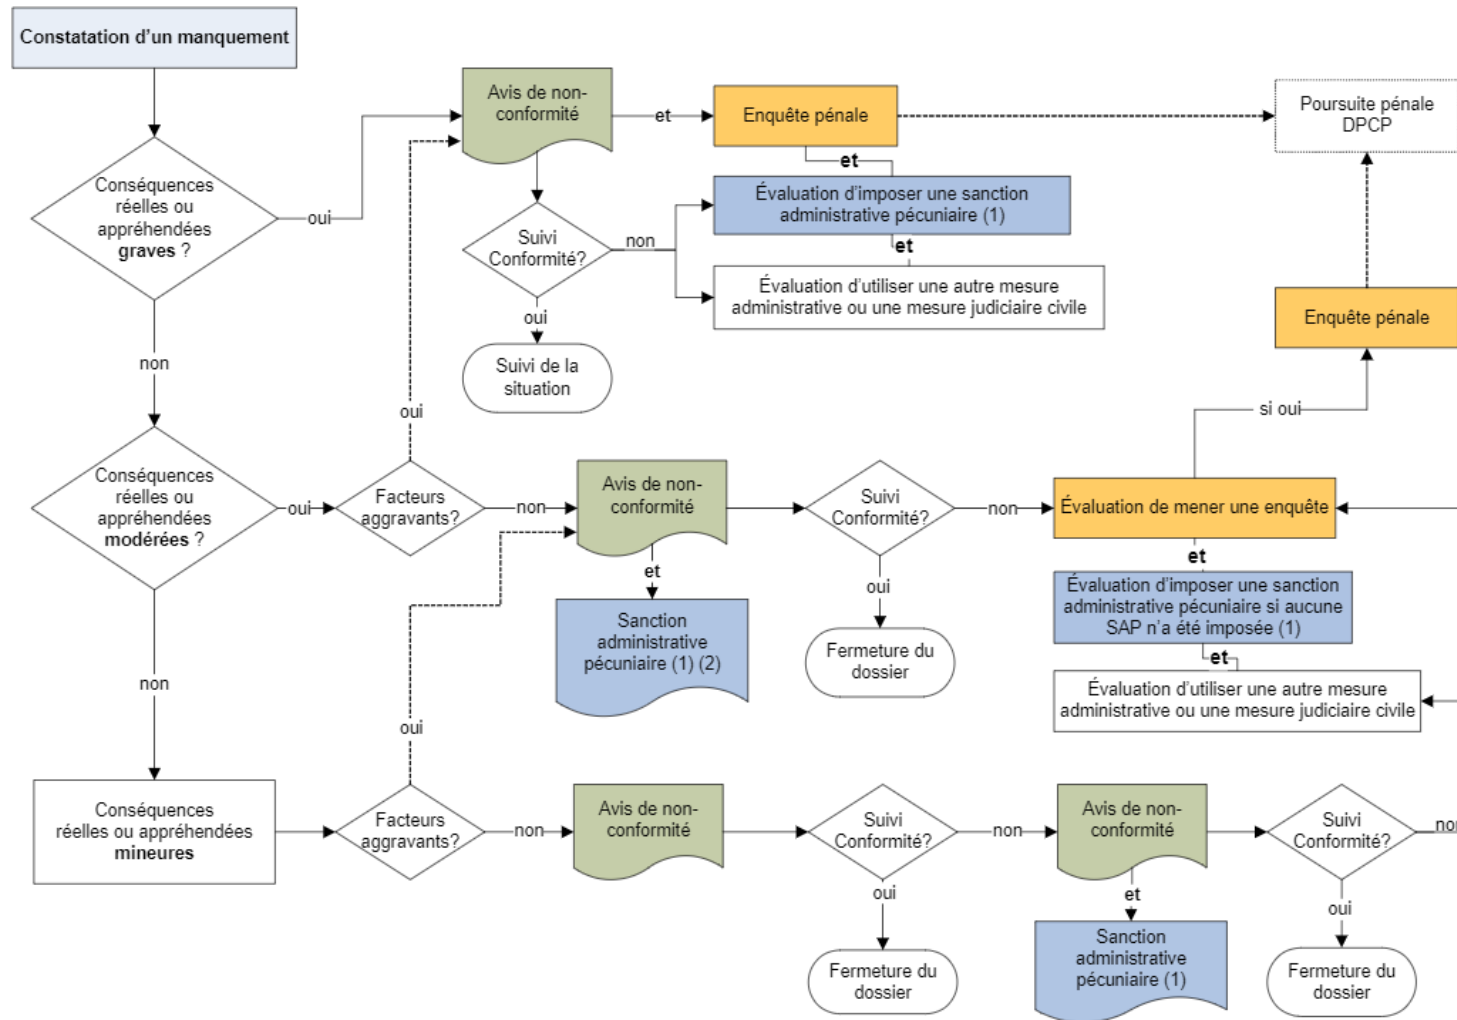 Constatation d'un manquement
Conséquences
réelles ou
appréhendées
graves ?
oui
Avis de non-
conformité
et
Enquête pénale
Poursuite pénale
DPCP
et
Évaluation d'imposer une sanction
administrative pécuniaire (1)
et
Évaluation d'utiliser une autre mesure
administrative ou une mesure judiciaire civile
Suivi
Conformité?
non
oui
Suivi de la
situation
Enquête pénale
si oui
non
Conséquences
réelles ou
appréhendées
modérées ?
oui
Facteurs
aggravants?
oui
non
Avis de non-
conformité
et
Sanction
administrative
pécuniaire (1) (2)
Suivi
Conformité?
non
oui
Fermeture du
dossier
Évaluation de mener une enquête
et
Évaluation d'imposer une sanction
administrative pécuniaire si aucune
SAP n'a été imposée (1)
et
Évaluation d'utiliser une autre mesure
administrative ou une mesure judiciaire civile
non
Conséquences
réelles ou appréhendées
mineures
Facteurs
aggravants?
oui
non
Avis de non-
conformité
Suivi
Conformité?
non
oui
Fermeture du
dossier
Avis de non-
conformité
et
Sanction
administrative
pécuniaire (1)
Suivi
Conformité?
non
oui
Fermeture du
dossier